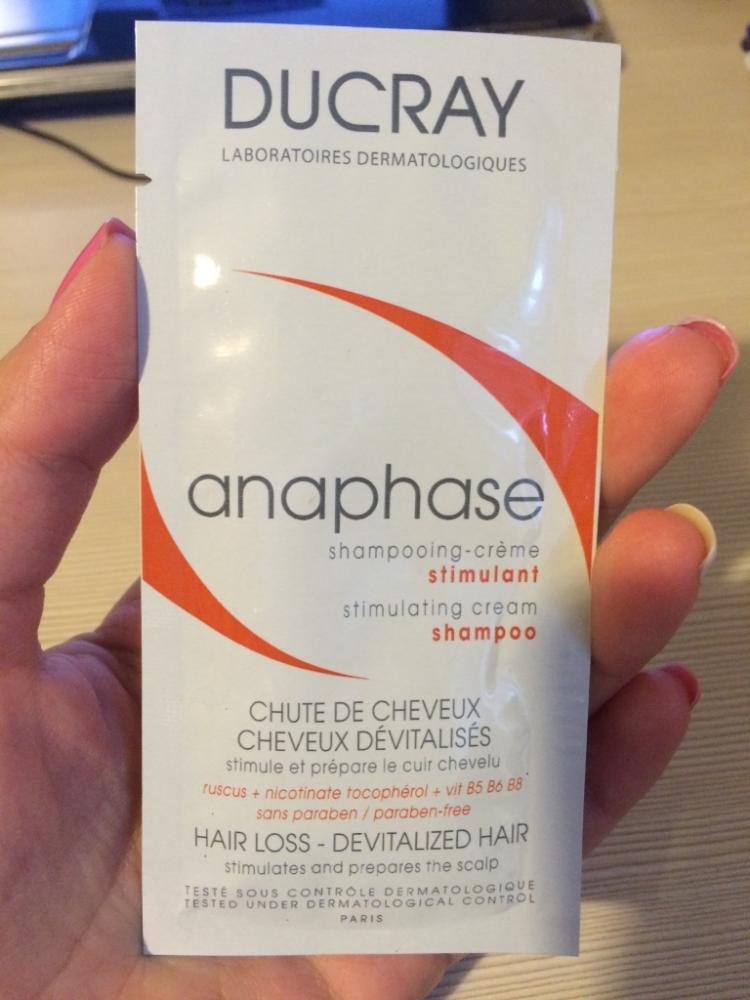 DUCRAY
LABORATOIRES DERMATOLOGIQUES
anaphase
shampooing-crème
stimulant
stimulating cream
shampoo
CHUTE DE CHEVEUX
CHEVEUX DÉVITALISÉS
stimule et prépare le cuir chevelu
ruscus + nicotinate tocophérol + vit B5 B6 B8
sans paraben / paraben-free
HAIR LOSS - DEVITALIZED HAIR
stimulates and prepares the scalp
TESTÉ SOUS CONTRÔLE DERMATOLOGIQUE
TESTED UNDER DERMATOLOGICAL CONTROL
PARIS